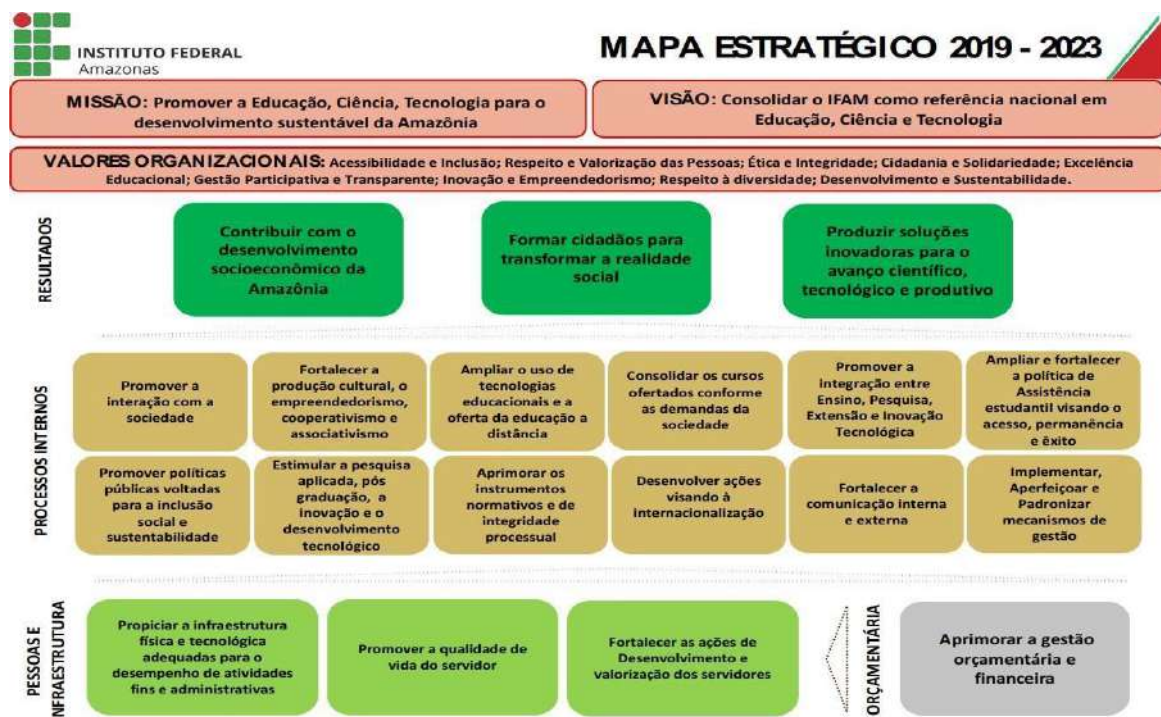 INSTITUTO FEDERAL
Amazonas
MAPA ESTRATÉGICO 2019 - 2023
MISSÃO: Promover a Educação, Ciência, Tecnologia para o
desenvolvimento sustentável da Amazônia
VISÃO: Consolidar o IFAM como referência nacional em
Educação, Ciência e Tecnologia
VALORES ORGANIZACIONAIS: Acessibilidade e Inclusão; Respeito e Valorização das Pessoas; Ética e Integridade; Cidadania e Solidariedade; Excelência
Educacional; Gestão Participativa e Transparente; Inovação e Empreendedorismo; Respeito à diversidade; Desenvolvimento e Sustentabilidade.
RESULTADOS
Contribuir com o
desenvolvimento
socioeconômico da
Amazônia
Formar cidadãos para
transformar a realidade
social
Produzir soluções
inovadoras para o
avanço científico,
tecnológico e produtivo
PROCESSOS INTERNOS
Promover a
interação com a
sociedade
Fortalecer a
produção cultural, o
empreendedorismo,
cooperativismo e
associativismo
Ampliar o uso de
tecnologias
educacionais e a
oferta da educação a
distância
Consolidar os cursos
ofertados conforme
as demandas da
sociedade
Promover a
integração entre
Ensino, Pesquisa,
Extensão e Inovação
Tecnológica
Ampliar e fortalecer
a política de
Assistência
estudantil visando o
acesso, permanência
e êxito
Promover políticas
públicas voltadas
para a inclusão
social e
sustentabilidade
Estimular a pesquisa
aplicada, pós
graduação, a
inovação e o
desenvolvimento
tecnológico
Aprimorar os
instrumentos
normativos e de
integridade
processual
Desenvolver ações
visando à
internacionalização
Fortalecer a
comunicação interna
e externa
Implementar,
Aperfeiçoar e
Padronizar
mecanismos de
gestão
PESSOAS E
NFRAESTRUTURA
Propiciar a infraestrutura
física e tecnológica
adequadas para o
desempenho de atividades
fins e administrativas
Promover a qualidade de
vida do servidor
Fortalecer as ações de
Desenvolvimento e
valorização dos servidores
ORÇAMENTÁRIA
Aprimorar a gestão
orçamentária e
financeira